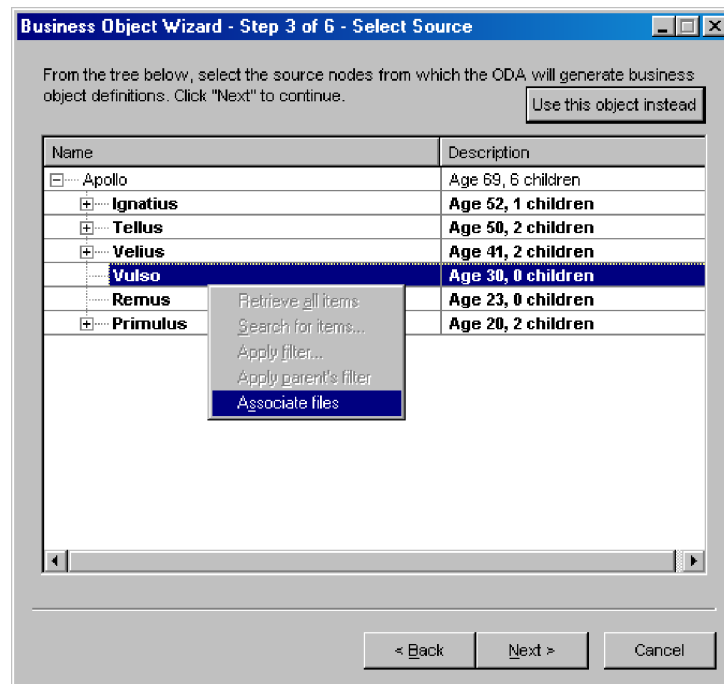 Business Object Wizard - Step 3 of 6 - Select Source
From the tree below, select the source nodes from which the ODA will generate business
object definitions. Click "Next" to continue.
Use this object instead
Name Description
Apollo Age 69, 6 children
Ignatius Age 52, 1 children
Tellus Age 50, 2 children
Velius Age 41, 2 children
Vulso Age 30, 0 children
Remus Age 23, 0 children
Primulus Age 20, 2 children
Retrieve all items
Search for items...
Apply filter...
Apply parent's filter
Associate files
< Back Next > Cancel